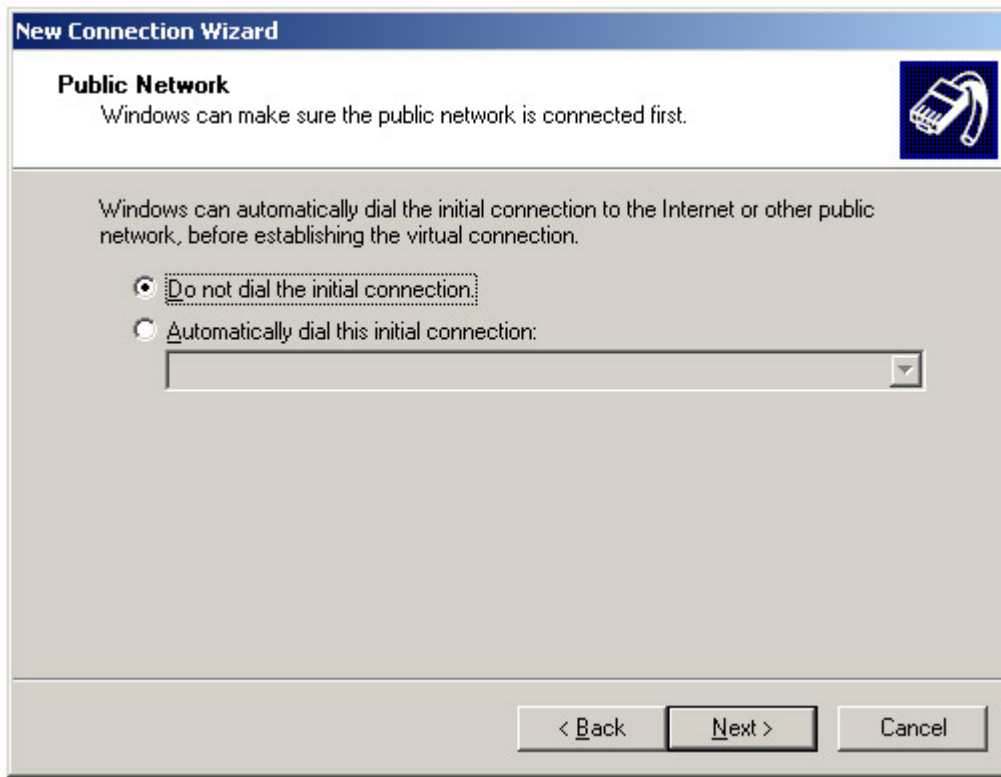 New Connection Wizard
Public Network
Windows can make sure the public network is connected first.
Windows can automatically dial the initial connection to the Internet or other public
network, before establishing the virtual connection.
Do not dial the initial connection.
Automatically dial this initial connection:
< Back Next > Cancel